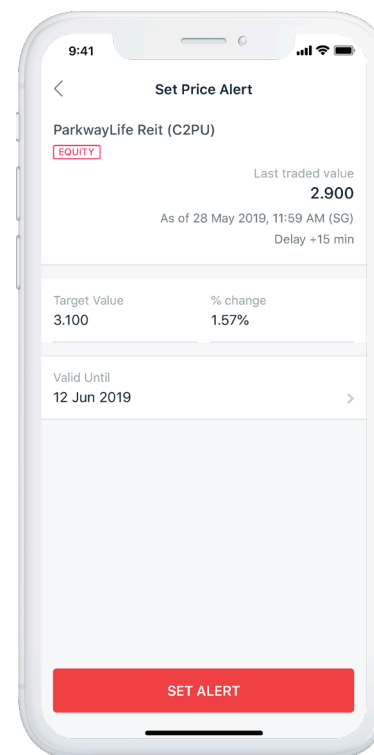 9:41
Set Price Alert
ParkwayLife Reit (C2PU)
EQUITY
Last traded value
2.900
As of 28 May 2019, 11:59 AM (SG)
Delay +15 min
Target Value % change
3.100 1.57%
Valid Until
12 Jun 2019
SET ALERT